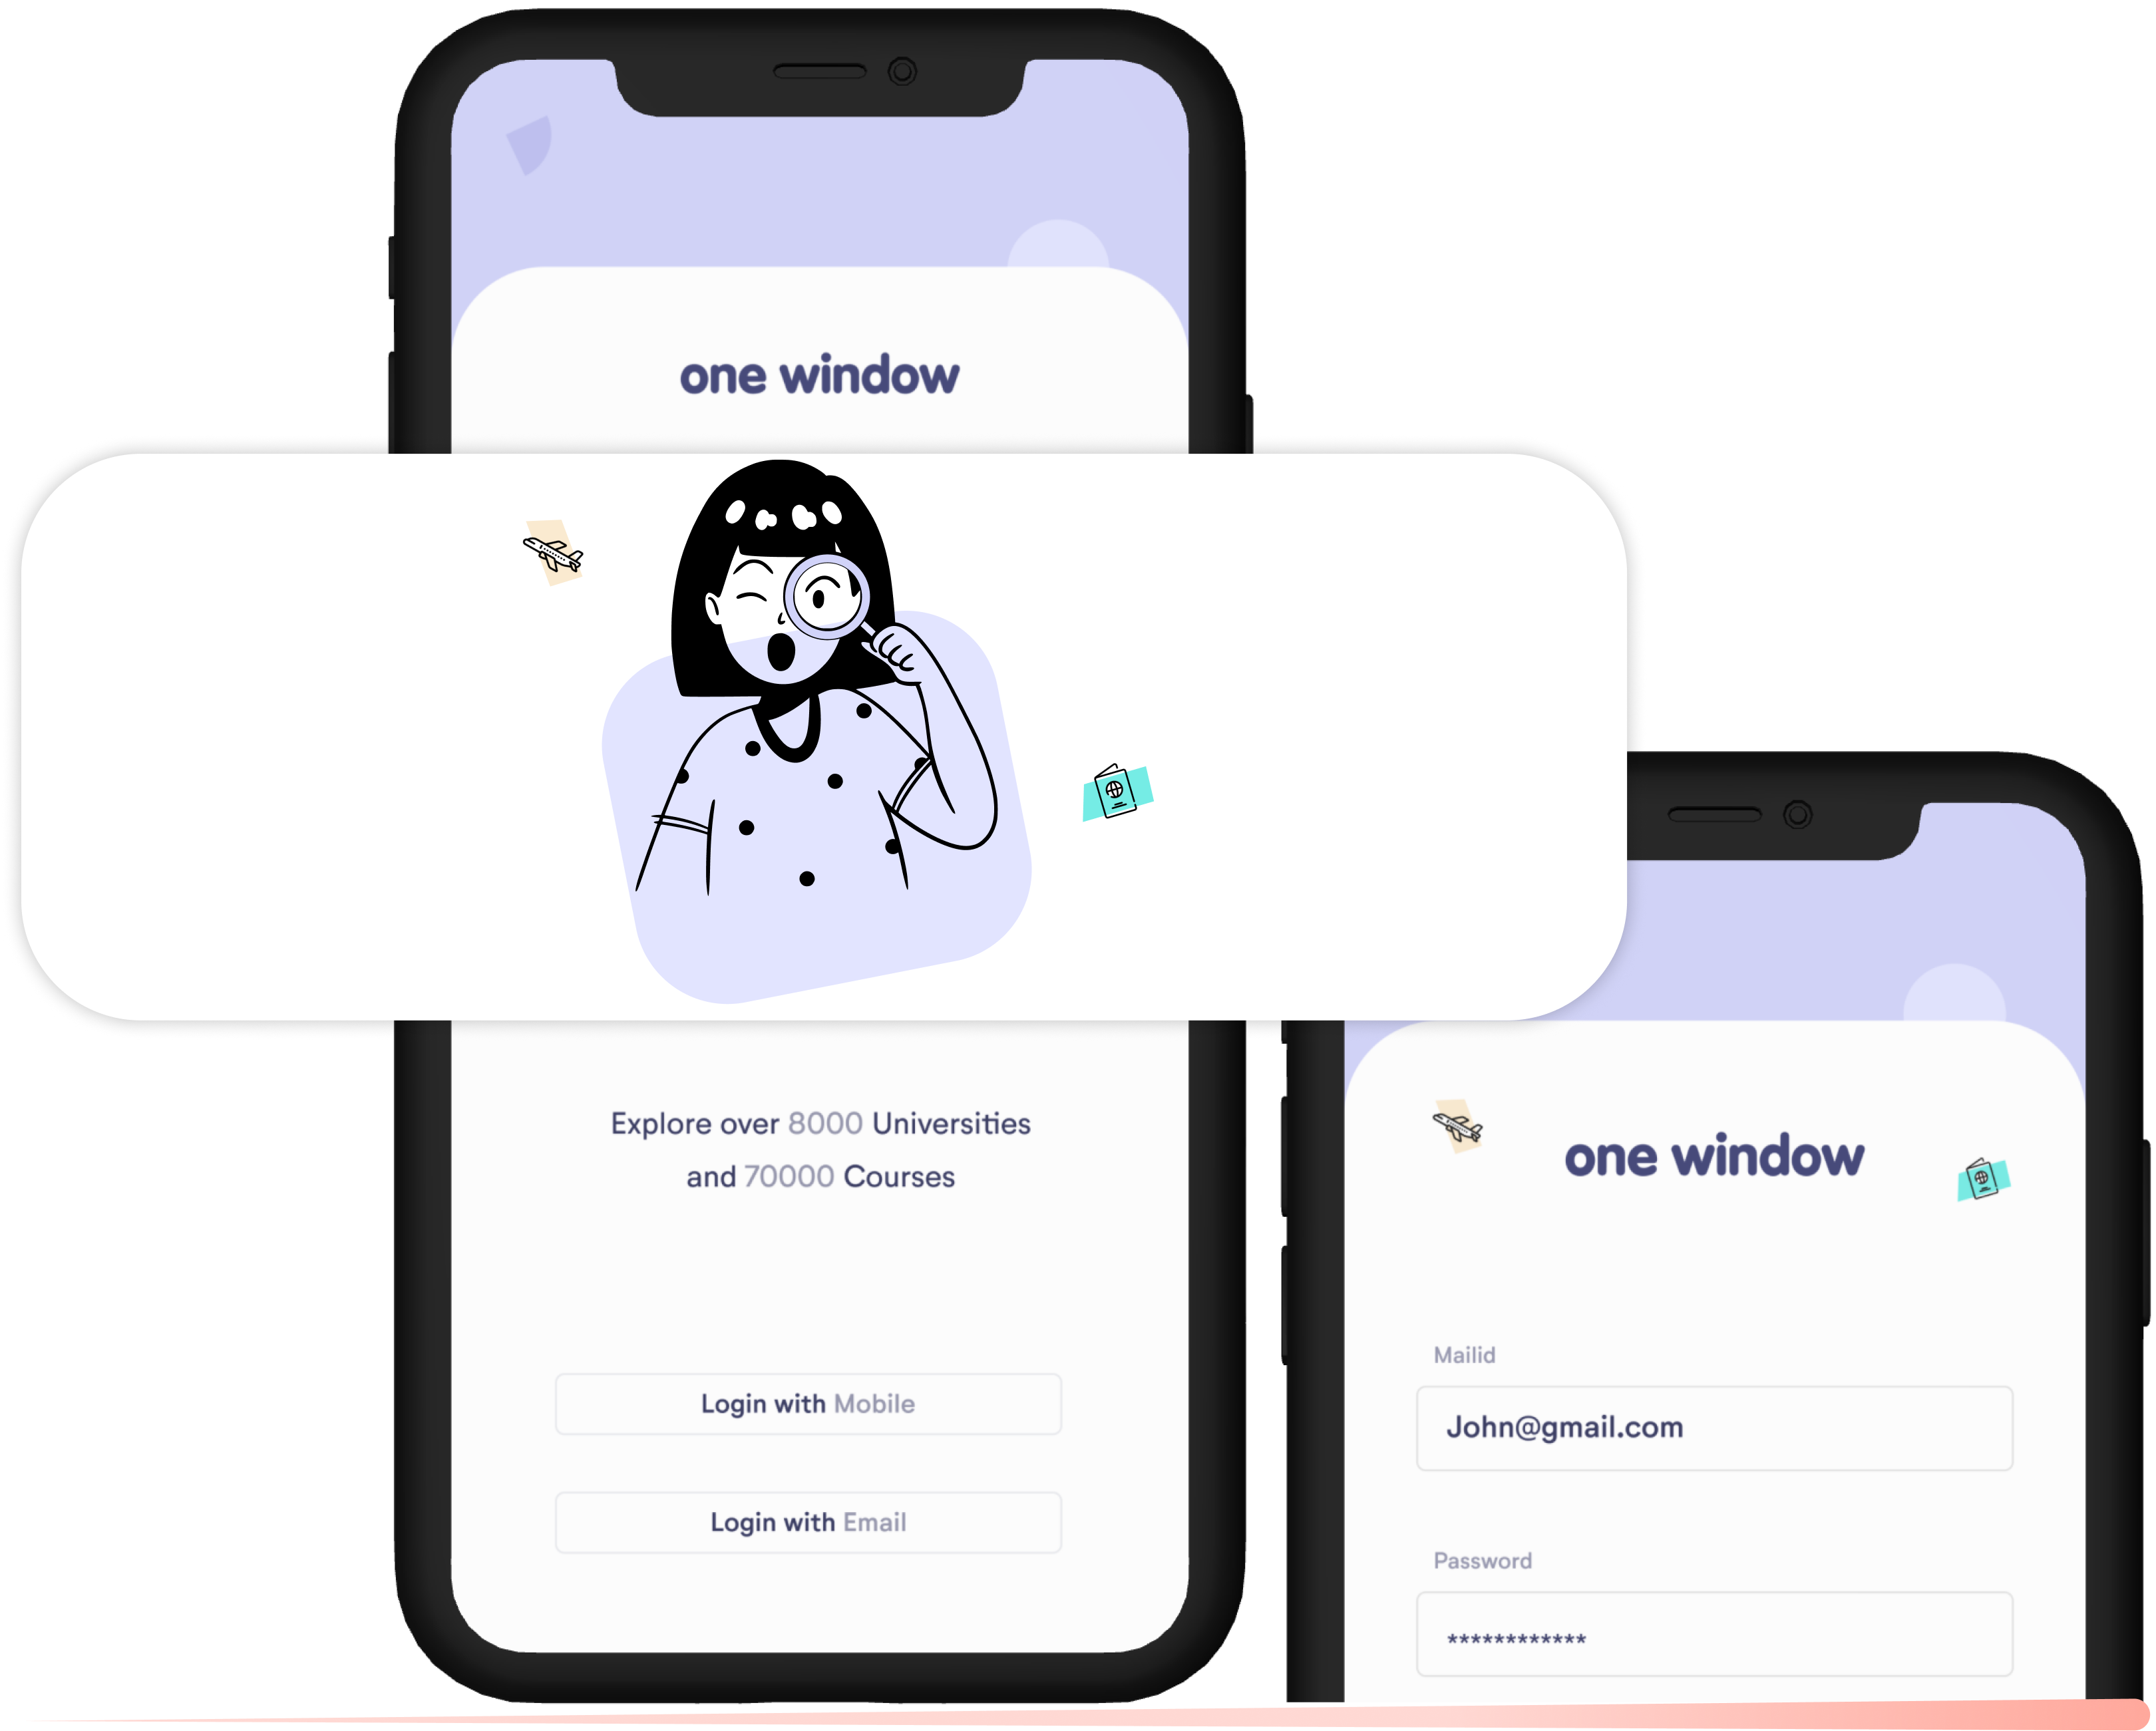 one window
Explore over 8000 Universities
and 70000 Courses
Login with Mobile
Login with Email
one window
Mailid
John@gmail.com
Password
************